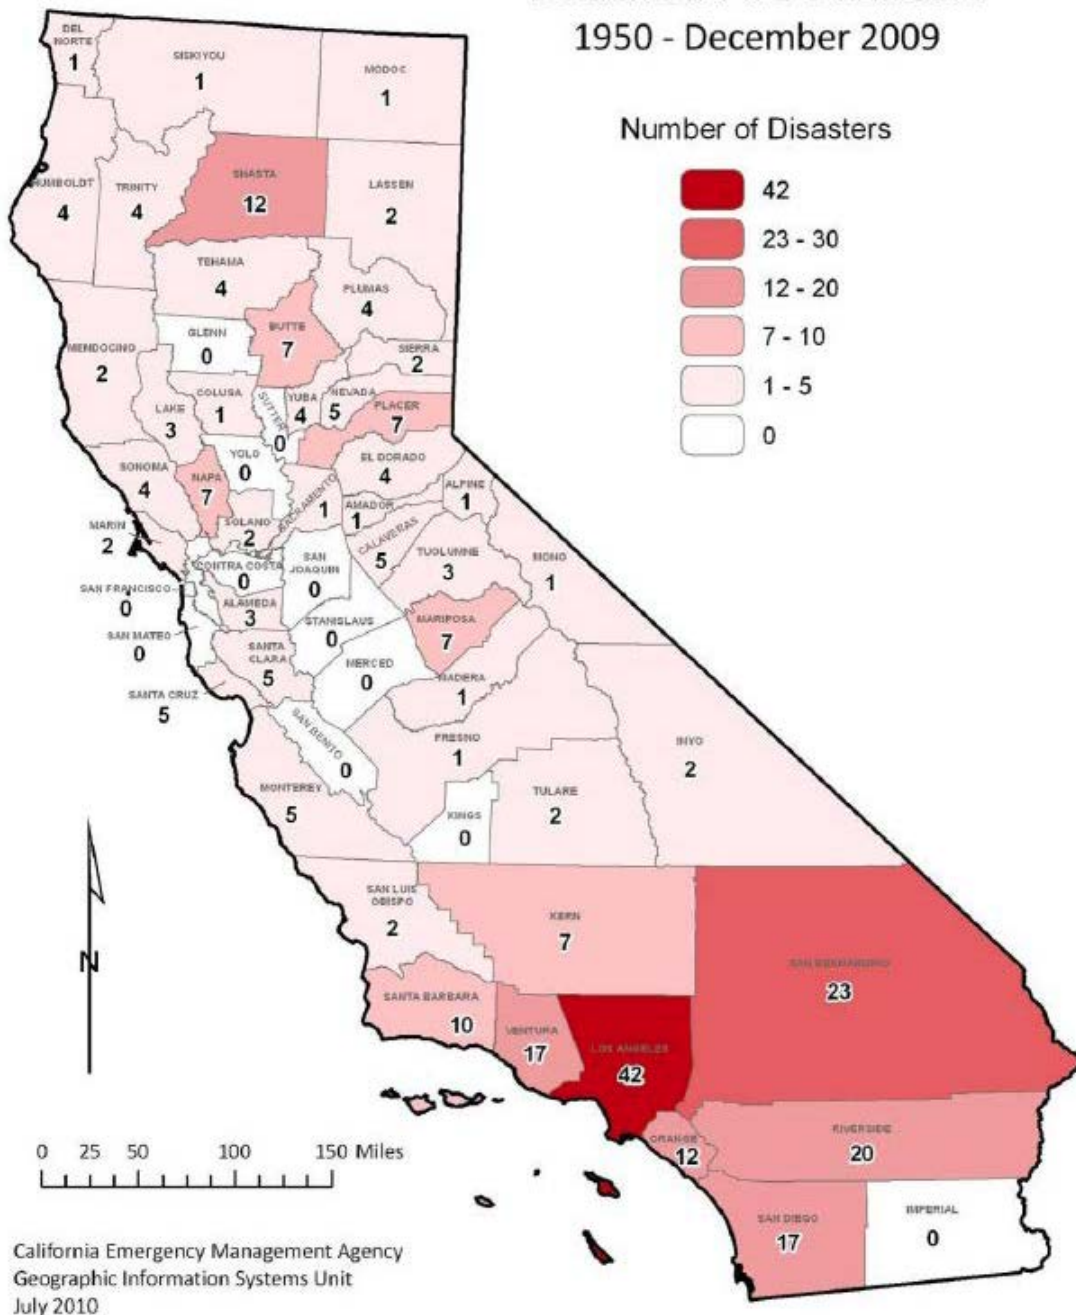 1950 - December 2009
Number of Disasters
42
23 - 30
12 - 20
7 - 10
1 - 5
0
DEL
NORTE
1
SISKIYOU
1
MODOC
1
HUMBOLDT
4
TRINITY
4
SHASTA
12
LASSEN
2
TEHAMA
4
PLUMAS
4
MENDOCINO
2
GLENN
0
BUTTE
7
SIERRA
2
LAKE
3
COLUSA
1
SUTTER
0
YUBA
4
NEVADA
5
PLACER
7
SONOMA
4
NAPA
7
YOLO
0
EL DORADO
4
ALPINE
1
MARIN
2
SOLANO
2
SACRAMENTO
1
AMADOR
1
CALAVERAS
5
TUOLUMNE
3
MONO
1
CONTRA COSTA
0
SAN
JOAQUIN
0
SAN FRANCISCO
0
ALAMEDA
3
STANISLAUS
0
MARIPOSA
7
SAN MATEO
0
SANTA
CLARA
5
MERCED
0
MADERA
1
SANTA CRUZ
5
SAN BENITO
0
FRESNO
1
INYO
2
MONTEREY
5
KINGS
0
TULARE
2
SAN LUIS
OBISPO
2
KERN
7
SAN BERNARDINO
23
SANTA BARBARA
10
VENTURA
17
LOS ANGELES
42
ORANGE
12
RIVERSIDE
20
SAN DIEGO
17
IMPERIAL
0
N
0 25 50 100 150 Miles
California Emergency Management Agency
Geographic Information Systems Unit
July 2010